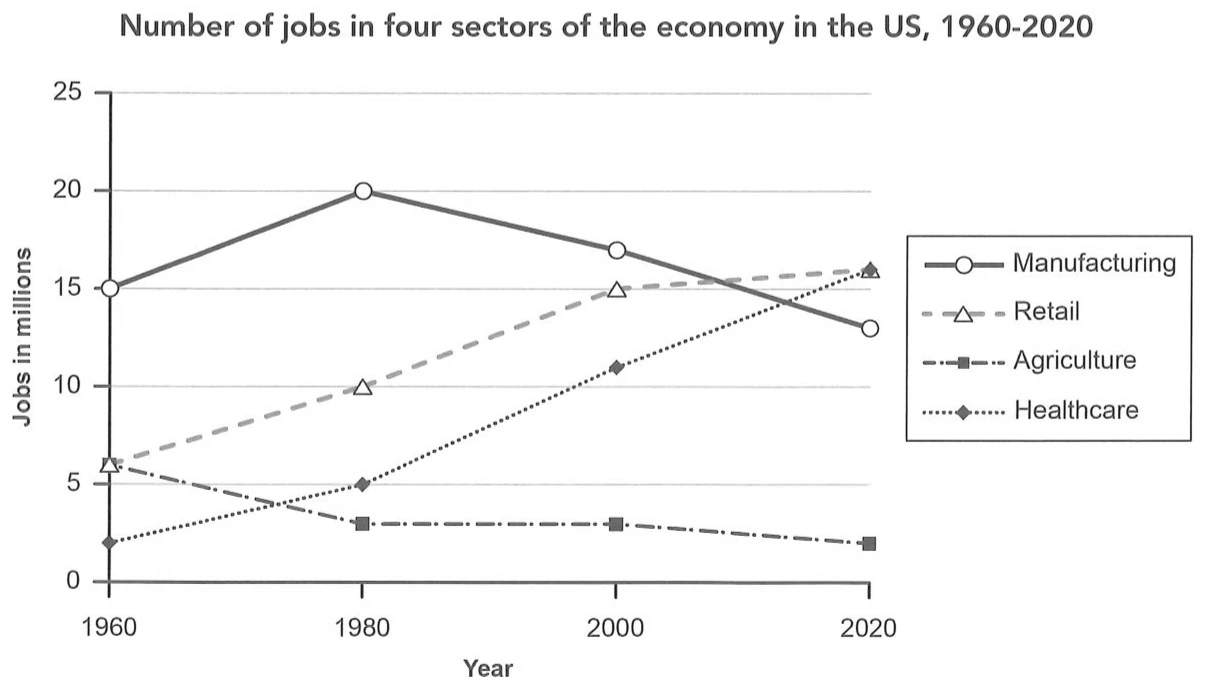 Number of jobs in four sectors of the economy in the US, 1960-2020
25
20
15
10
5
0
Jobs in millions
1960 1980 2000 2020
Year
Manufacturing
Retail
Agriculture
Healthcare